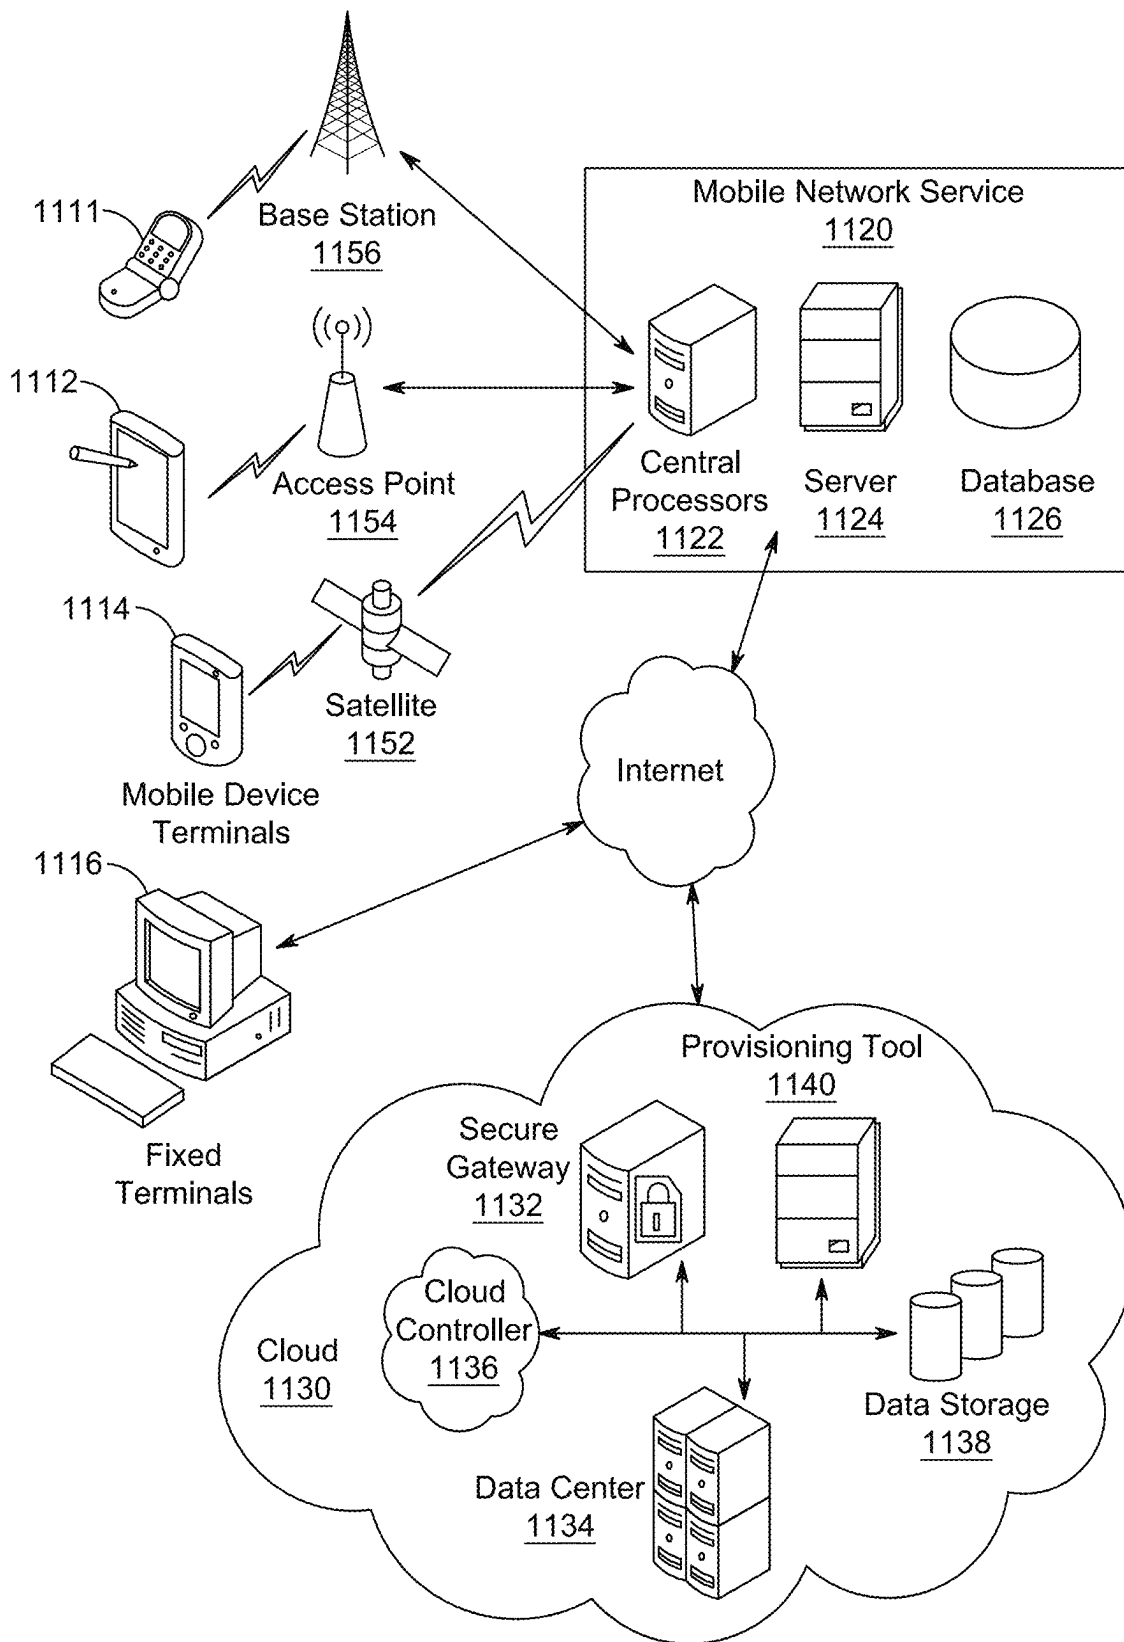 1111
Base Station
1156
Mobile Network Service
1120
1112
Access Point
1154
Central
Processors
1122
Server
1124
Database
1126
1114
Satellite
1152
Mobile Device
Terminals
Internet
1116
Fixed
Terminals
Provisioning Tool
1140
Secure
Gateway
1132
Cloud
Controller
1136
Cloud
1130
Data Storage
1138
Data Center
1134